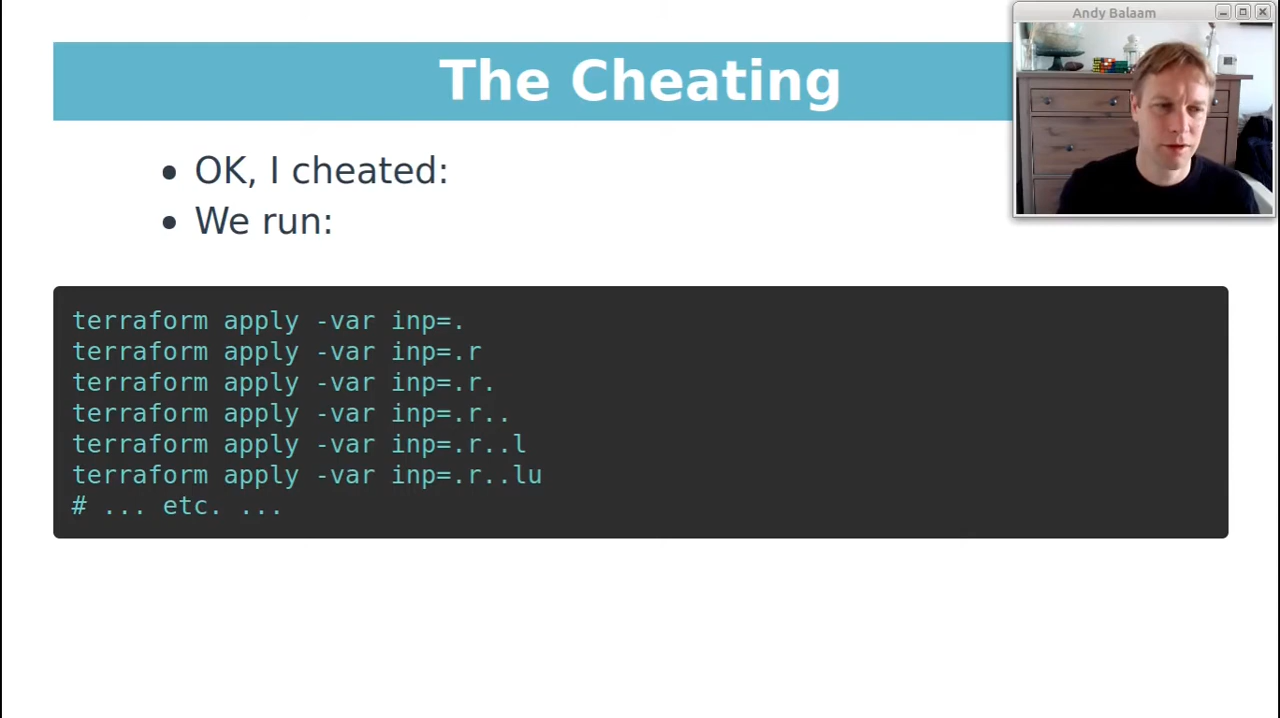 Andy Balaam
The Cheating
• OK, I cheated:
• We run:
terraform apply -var inp=.
terraform apply -var inp=.r
terraform apply -var inp=.r.
terraform apply -var inp=.r..
terraform apply -var inp=.r..l
terraform apply -var inp=.r..lu
# ... etc. ...